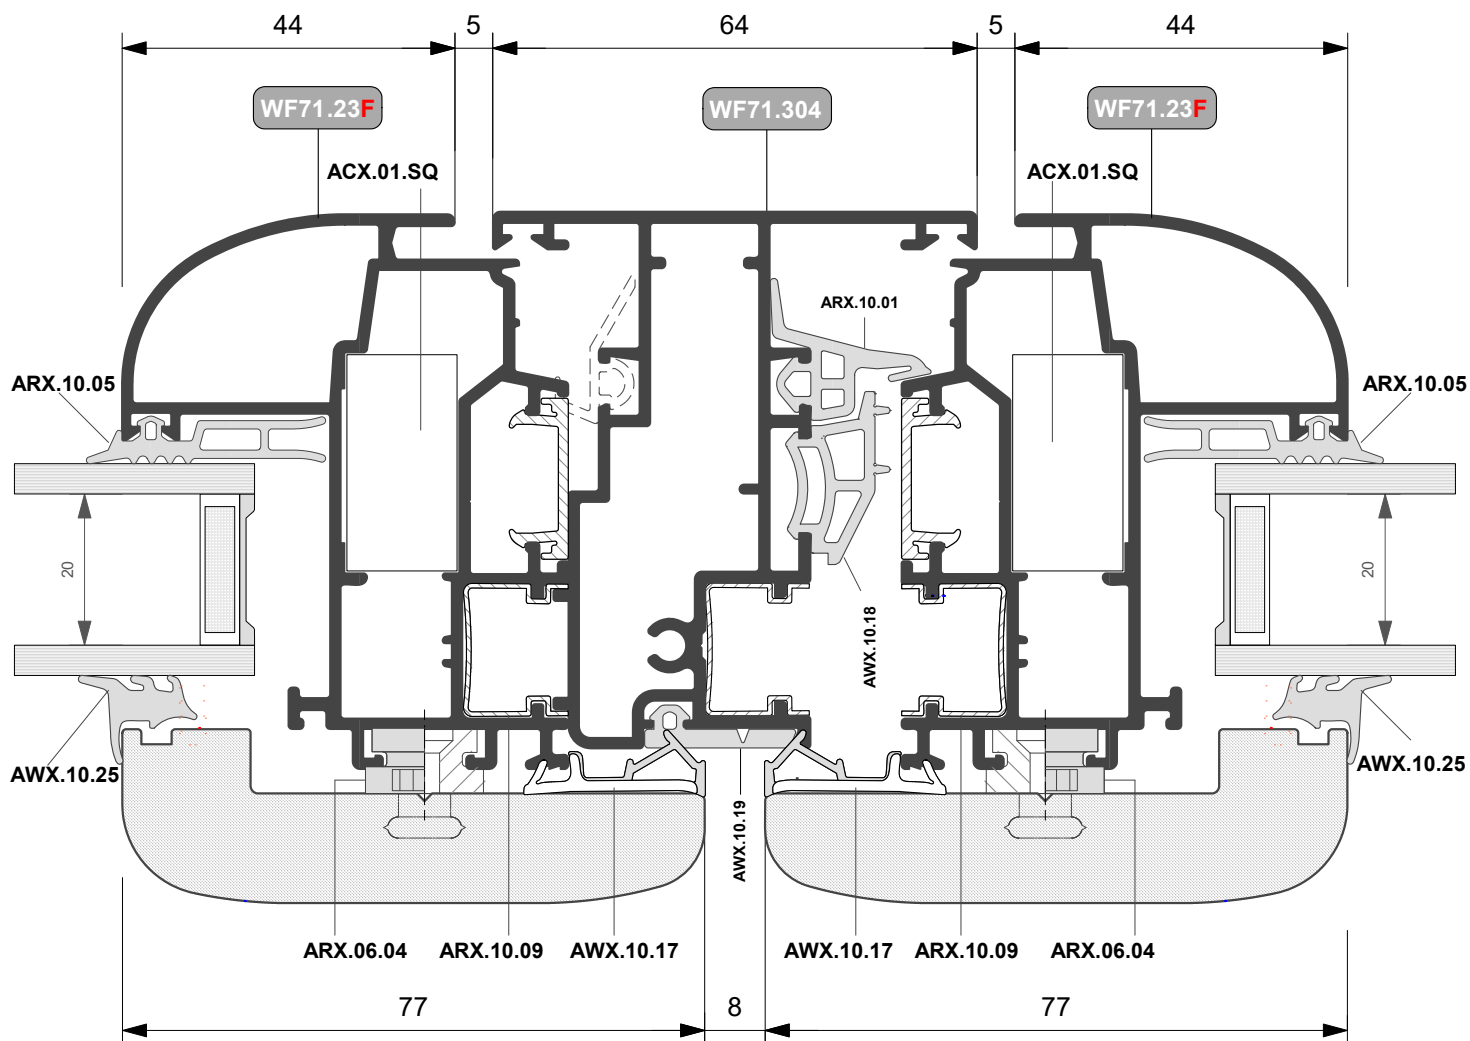 44 5 64 5 44
WF71.23F WF71.304 WF71.23F
ACX.01.SQ ACX.01.SQ
ARX.10.01
ARX.10.05 ARX.10.05
20 20
AWX.10.18
AWX.10.25 AWX.10.25
AWX.10.19
ARX.06.04 ARX.10.09 AWX.10.17 AWX.10.17 ARX.10.09 ARX.06.04
77 8 77